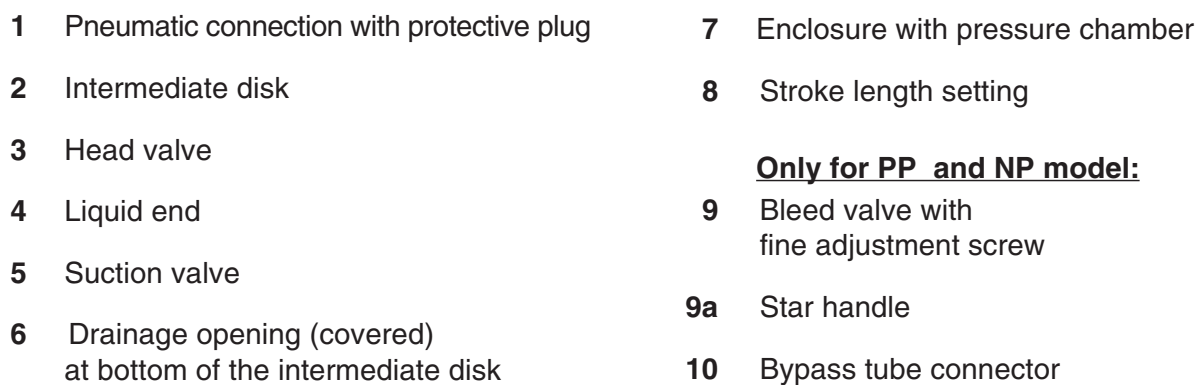 1 Pneumatic connection with protective plug
2 Intermediate disk
3 Head valve
4 Liquid end
5 Suction valve
6 Drainage opening (covered)
at bottom of the intermediate disk
7 Enclosure with pressure chamber
8 Stroke length setting
Only for PP and NP model:
9 Bleed valve with
fine adjustment screw
9a Star handle
10 Bypass tube connector